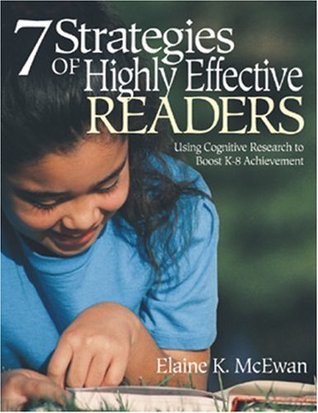 7 Strategies
OF Highly Effective
READERS
Using Cognitive Research to
Boost K-8 Achievement
Elaine K. McEwan